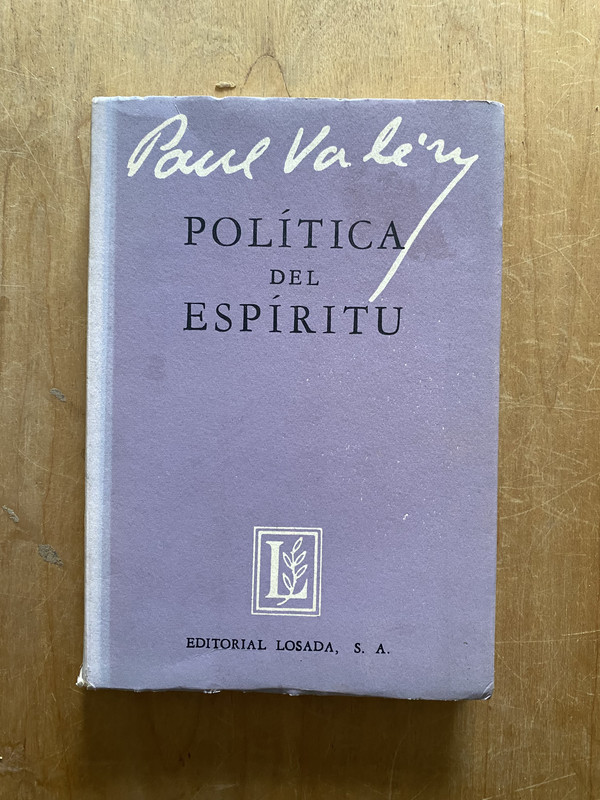 Paul Valéry
POLÍTICA
DEL
ESPÍRITU
L
EDITORIAL LOSADA, S. A.